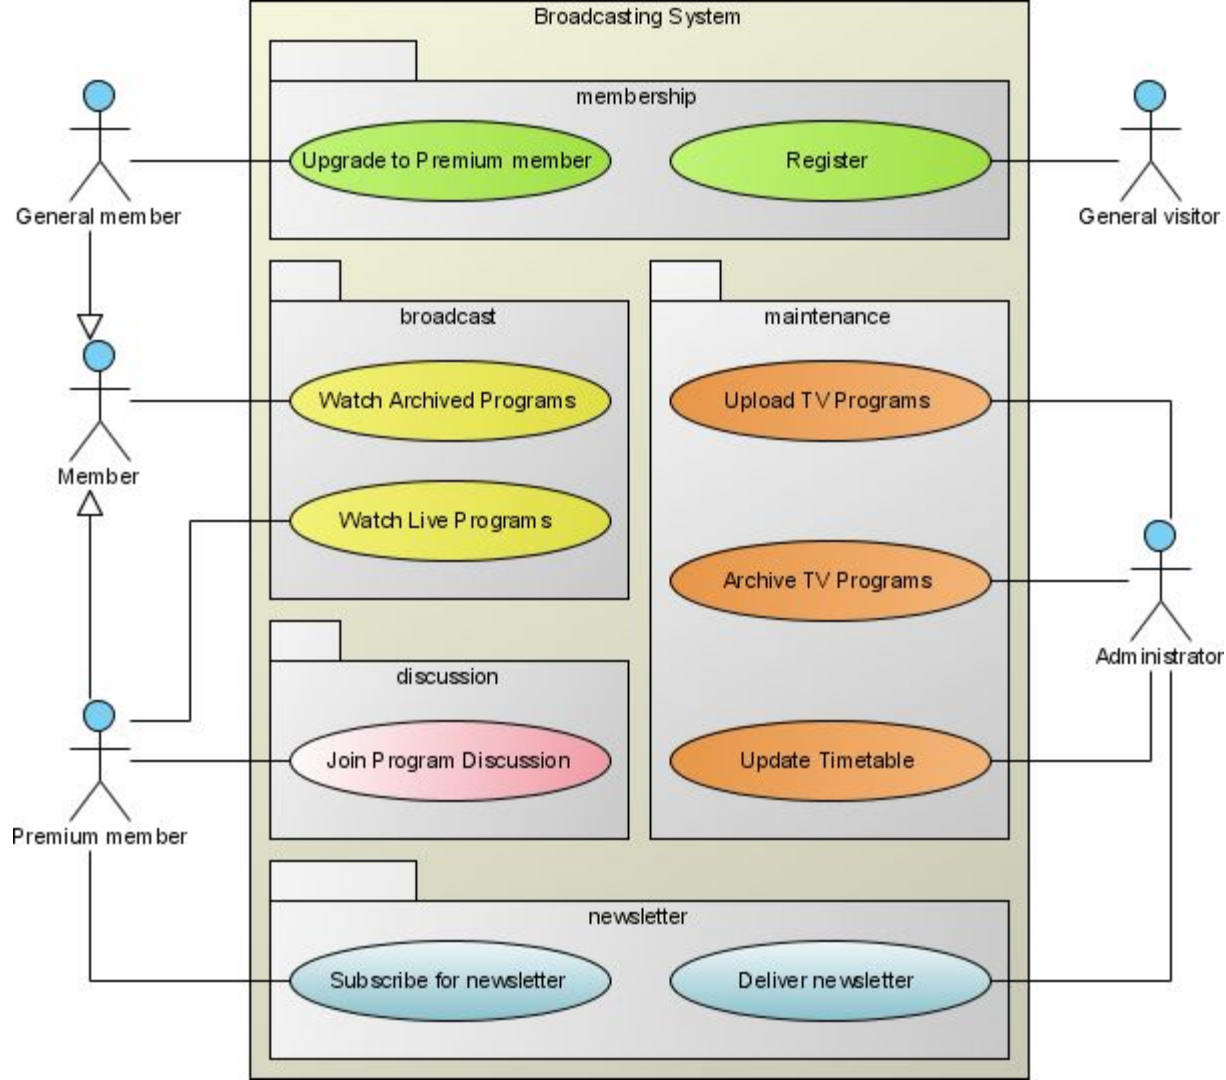 Broadcasting System
membership
Upgrade to Premium member
Register
General member
General visitor
broadcast
maintenance
Watch Archived Programs
Upload TV Programs
Member
Watch Live Programs
Archive TV Programs
Administrator
discussion
Join Program Discussion
Update Timetable
Premium member
newsletter
Subscribe for newsletter
Deliver newsletter